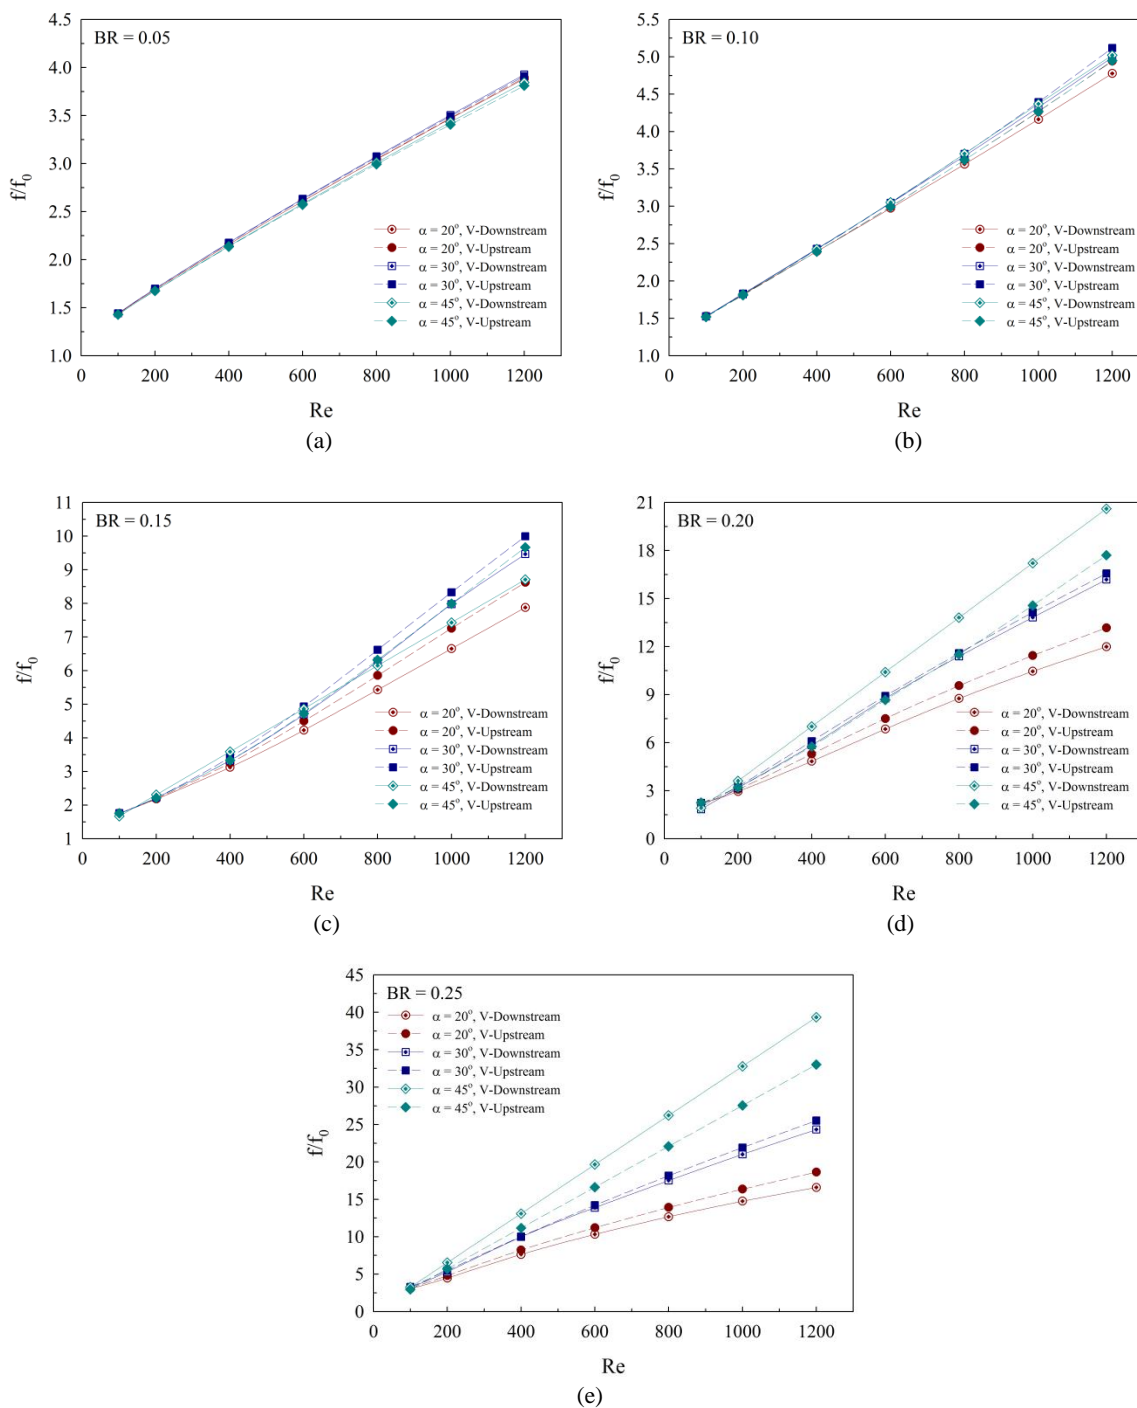 BR = 0.05
4.5
4.0
3.5
3.0
2.5
2.0
1.5
1.0
f/f₀
α = 20°, V-Downstream
α = 20°, V-Upstream
α = 30°, V-Downstream
α = 30°, V-Upstream
α = 45°, V-Downstream
α = 45°, V-Upstream
0 200 400 600 800 1000 1200
Re
(a)
BR = 0.10
5.5
5.0
4.5
4.0
3.5
3.0
2.5
2.0
1.5
1.0
f/f₀
α = 20°, V-Downstream
α = 20°, V-Upstream
α = 30°, V-Downstream
α = 30°, V-Upstream
α = 45°, V-Downstream
α = 45°, V-Upstream
0 200 400 600 800 1000 1200
Re
(b)
BR = 0.15
11
10
9
8
7
6
5
4
3
2
1
f/f₀
α = 20°, V-Downstream
α = 20°, V-Upstream
α = 30°, V-Downstream
α = 30°, V-Upstream
α = 45°, V-Downstream
α = 45°, V-Upstream
0 200 400 600 800 1000 1200
Re
(c)
BR = 0.20
21
18
15
12
9
6
3
0
f/f₀
α = 20°, V-Downstream
α = 20°, V-Upstream
α = 30°, V-Downstream
α = 30°, V-Upstream
α = 45°, V-Downstream
α = 45°, V-Upstream
0 200 400 600 800 1000 1200
Re
(d)
BR = 0.25
45
40
35
30
25
20
15
10
5
0
f/f₀
α = 20°, V-Downstream
α = 20°, V-Upstream
α = 30°, V-Downstream
α = 30°, V-Upstream
α = 45°, V-Downstream
α = 45°, V-Upstream
0 200 400 600 800 1000 1200
Re
(e)